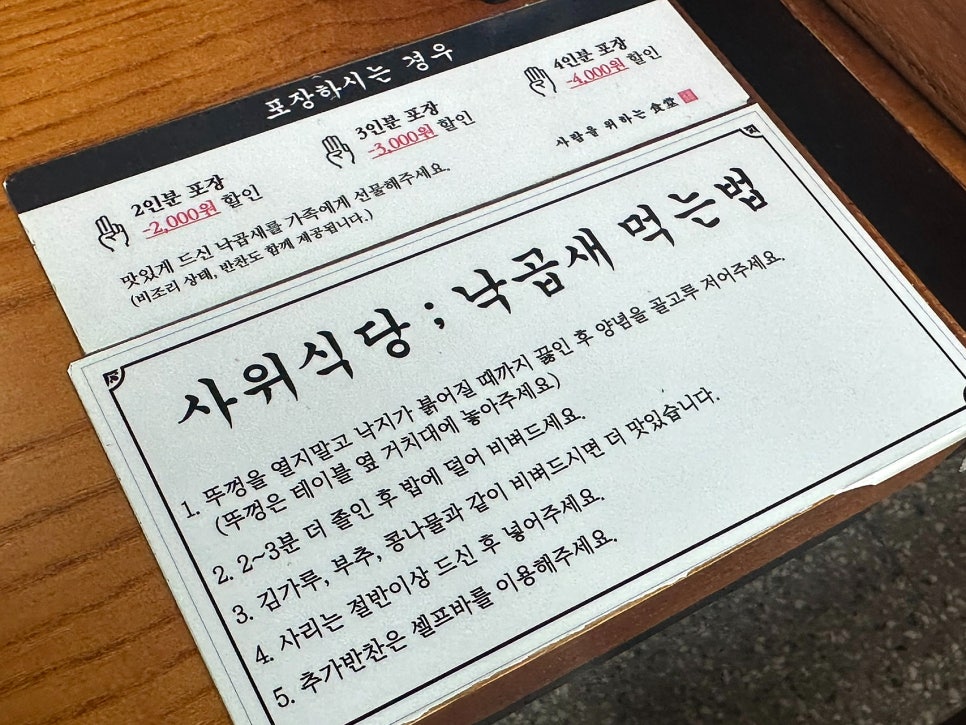 포장하시는 경우
2인분 포장
-2,000원 할인
3인분 포장
-3,000원 할인
4인분 포장
-4,000원 할인
맛있게 드신 낙곱새를 가족에게 선물해주세요.
(비조리 상태, 반찬도 함께 제공됩니다.)
사람을 위하는 食堂
사위식당 ; 낙곱새 먹는법
1. 뚜껑을 열지말고 낙지가 붉어질 때까지 끓인 후 양념을 골고루 저어주세요.
(뚜껑은 테이블 옆 거치대에 놓아주세요)
2. 2~3분 더 졸인 후 밥에 덜어 비벼드세요.
3. 김가루, 부추, 콩나물과 같이 비벼드시면 더 맛있습니다.
4. 사리는 절반이상 드신 후 넣어주세요.
5. 추가반찬은 셀프바를 이용해주세요.